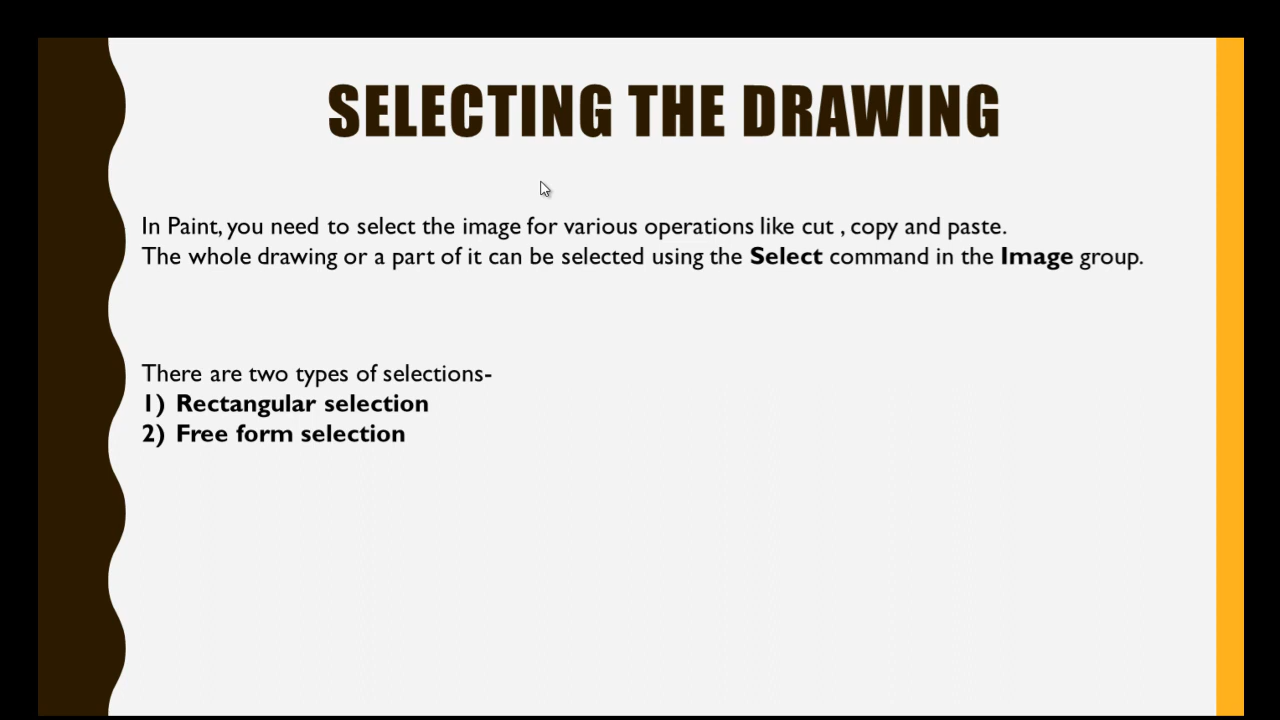 SELECTING THE DRAWING
In Paint, you need to select the image for various operations like cut , copy and paste.
The whole drawing or a part of it can be selected using the Select command in the Image group.
There are two types of selections-
1) Rectangular selection
2) Free form selection